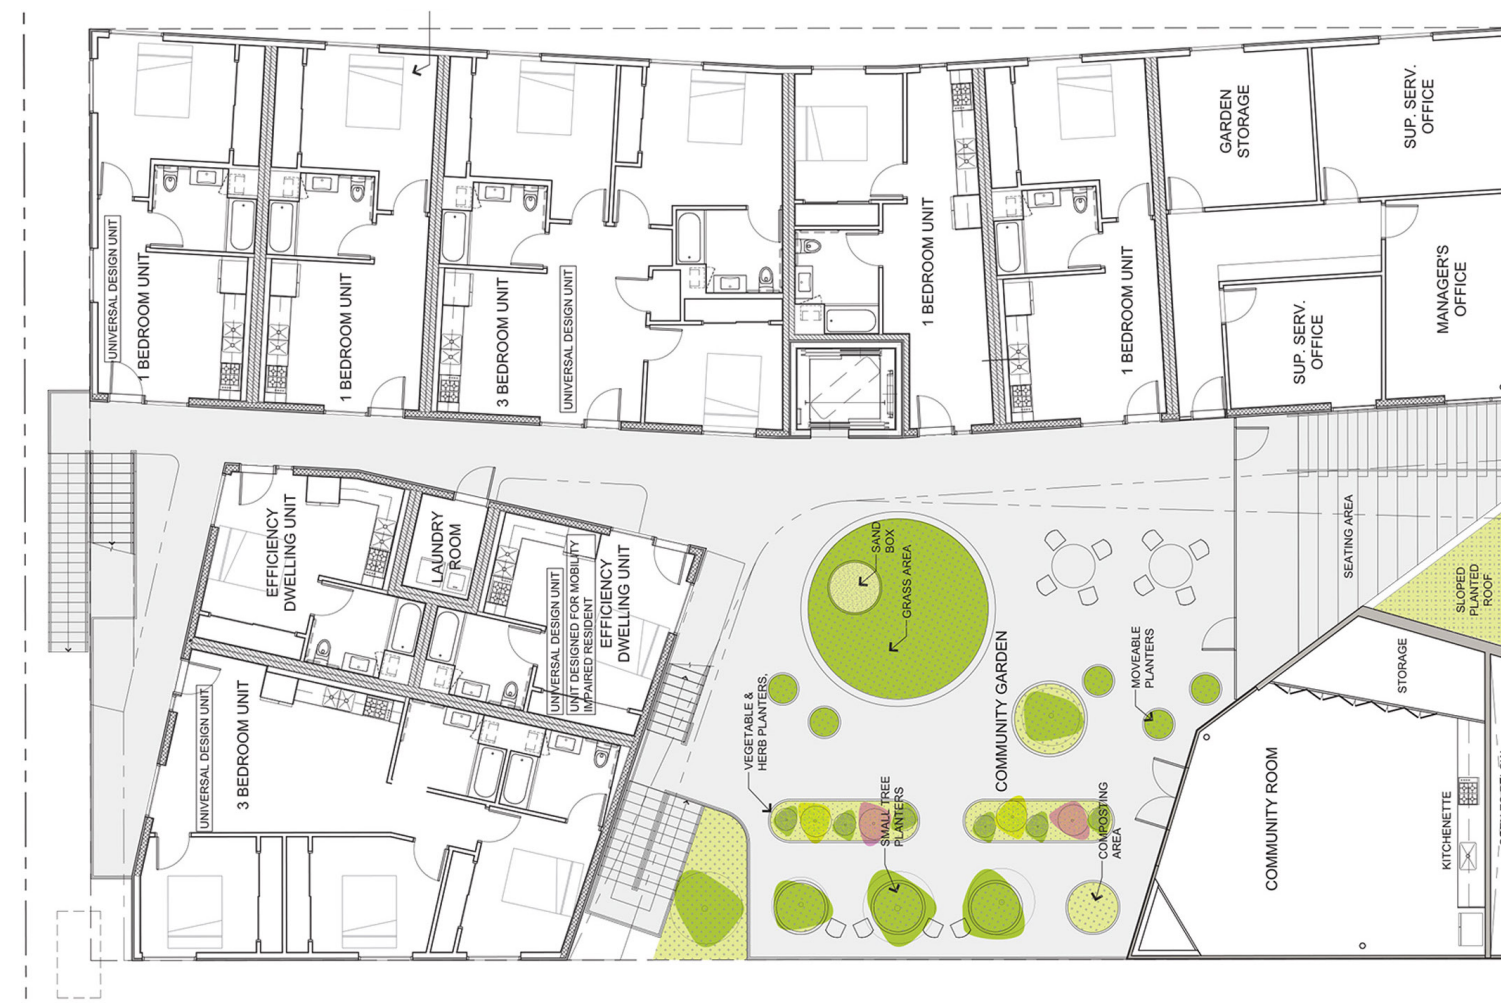 UNIVERSAL DESIGN UNIT
1 BEDROOM UNIT
1 BEDROOM UNIT
3 BEDROOM UNIT
UNIVERSAL DESIGN UNIT
1 BEDROOM UNIT
1 BEDROOM UNIT
GARDEN
STORAGE
SUP. SERV.
OFFICE
SUP. SERV.
OFFICE
MANAGER'S
OFFICE
EFFICIENCY
DWELLING UNIT
LAUNDRY
ROOM
UNIVERSAL DESIGN UNIT
UNIT DESIGNED FOR MOBILITY
IMPAIRED RESIDENT
EFFICIENCY
DWELLING UNIT
UNIVERSAL DESIGN UNIT
3 BEDROOM UNIT
SAND
BOX
GRASS AREA
SEATING AREA
SLOPED
PLANTED
ROOF
VEGETABLE &
HERB PLANTERS,
COMMUNITY GARDEN
MOVEABLE
PLANTERS
SMALL TREE
PLANTERS
COMPOSTING
AREA
STORAGE
COMMUNITY ROOM
KITCHENETTE